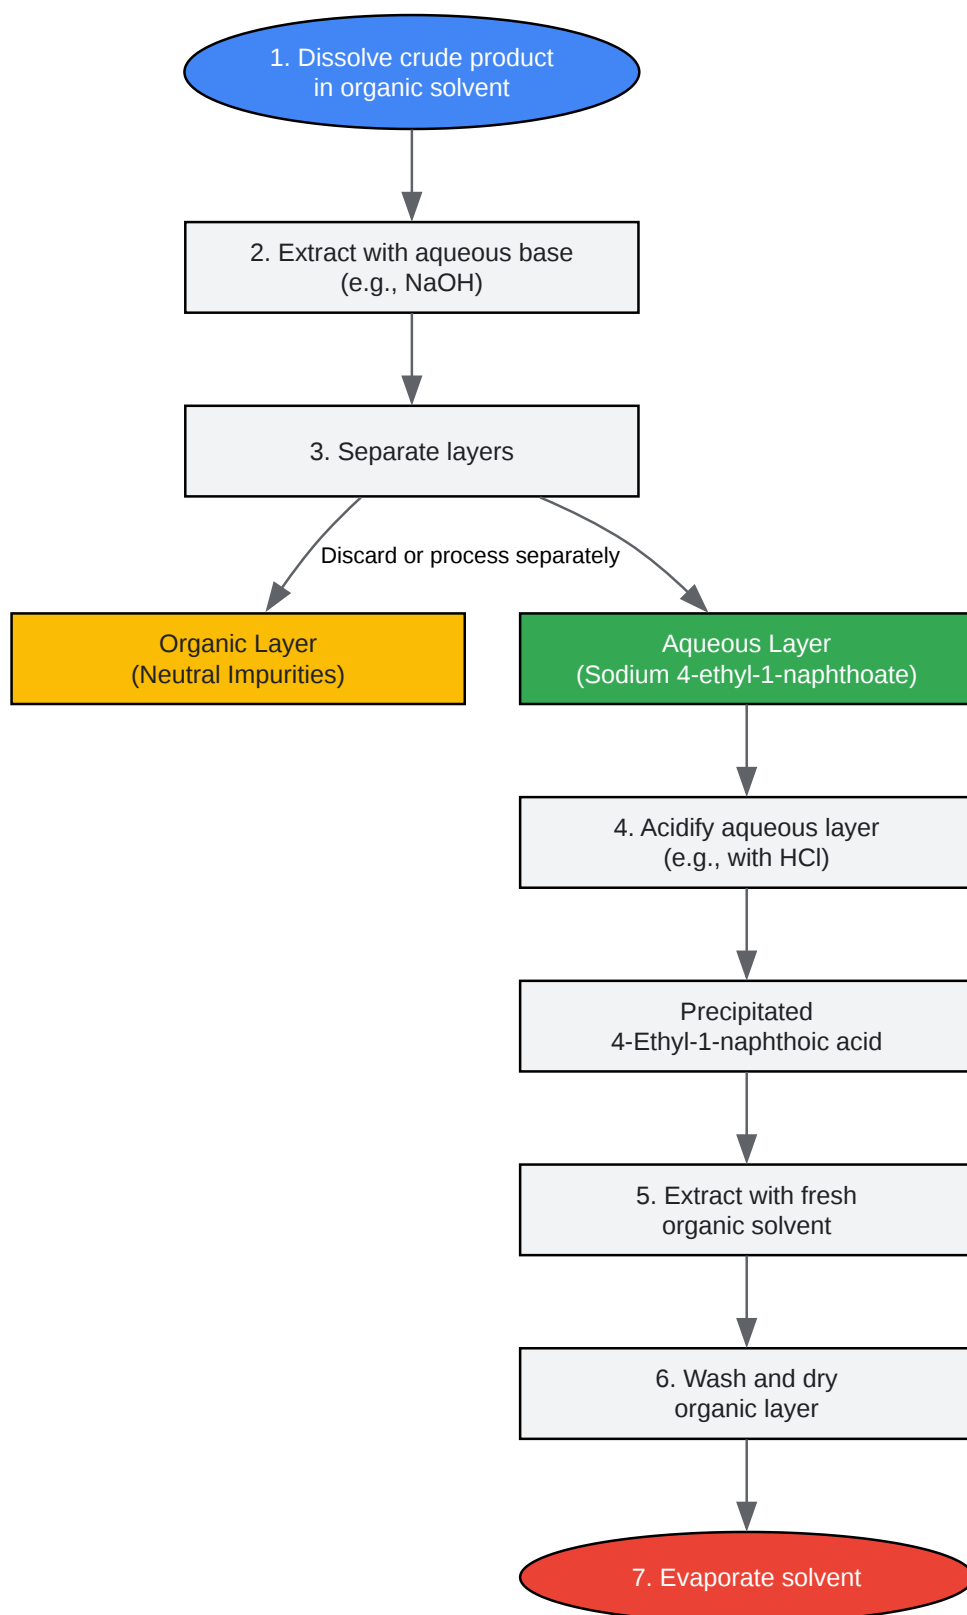 1. Dissolve crude product
in organic solvent
2. Extract with aqueous base
(e.g., NaOH)
3. Separate layers
Discard or process separately
Organic Layer
(Neutral Impurities)
Aqueous Layer
(Sodium 4-ethyl-1-naphthoate)
4. Acidify aqueous layer
(e.g., with HCl)
Precipitated
4-Ethyl-1-naphthoic acid
5. Extract with fresh
organic solvent
6. Wash and dry
organic layer
7. Evaporate solvent